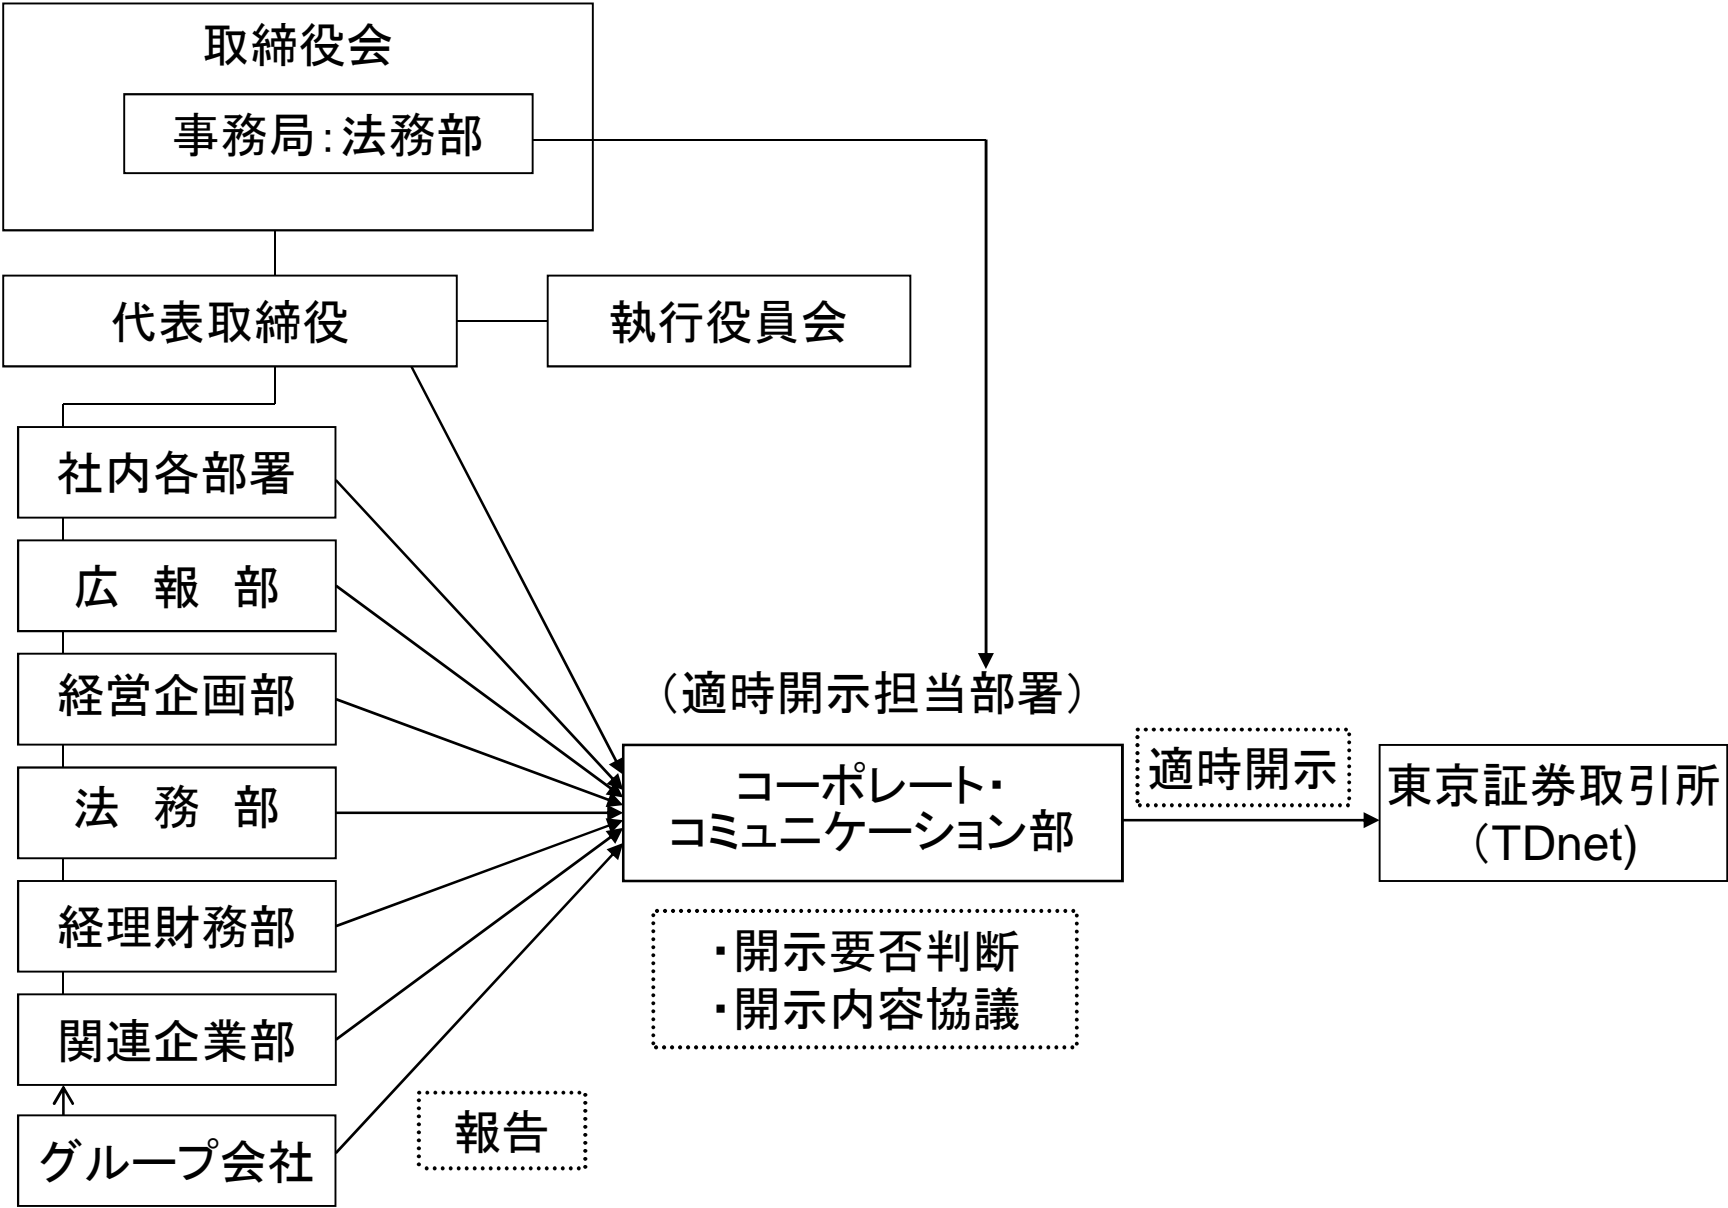 取締役会
事務局：法務部
代表取締役
執行役員会
社内各部署
広　報　部
経営企画部
法　務　部
経理財務部
関連企業部
グループ会社
報告
（適時開示担当部署）
コーポレート・
コミュニケーション部
・開示要否判断
・開示内容協議
適時開示
東京証券取引所
（TDnet)